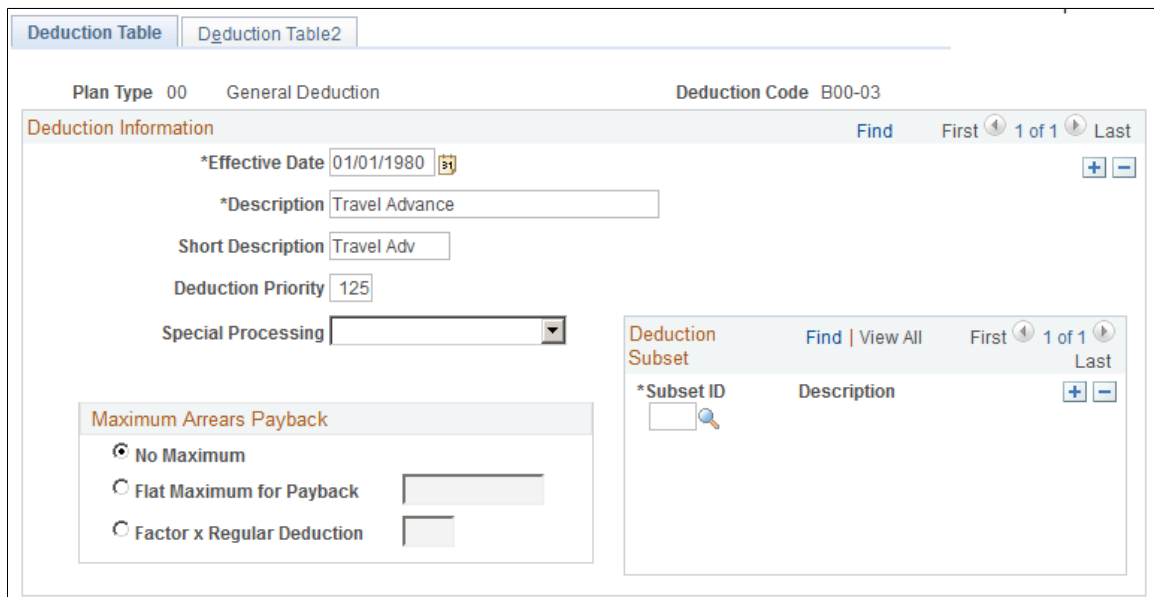 Deduction Table Deduction Table2
Plan Type 00 General Deduction Deduction Code B00-03
Deduction Information Find First 1 of 1 Last
*Effective Date 01/01/1980 31
*Description Travel Advance
Short Description Travel Adv
Deduction Priority 125
Special Processing
Deduction Subset Find | View All First 1 of 1 Last
*Subset ID Description
Maximum Arrears Payback
No Maximum
Flat Maximum for Payback
Factor x Regular Deduction